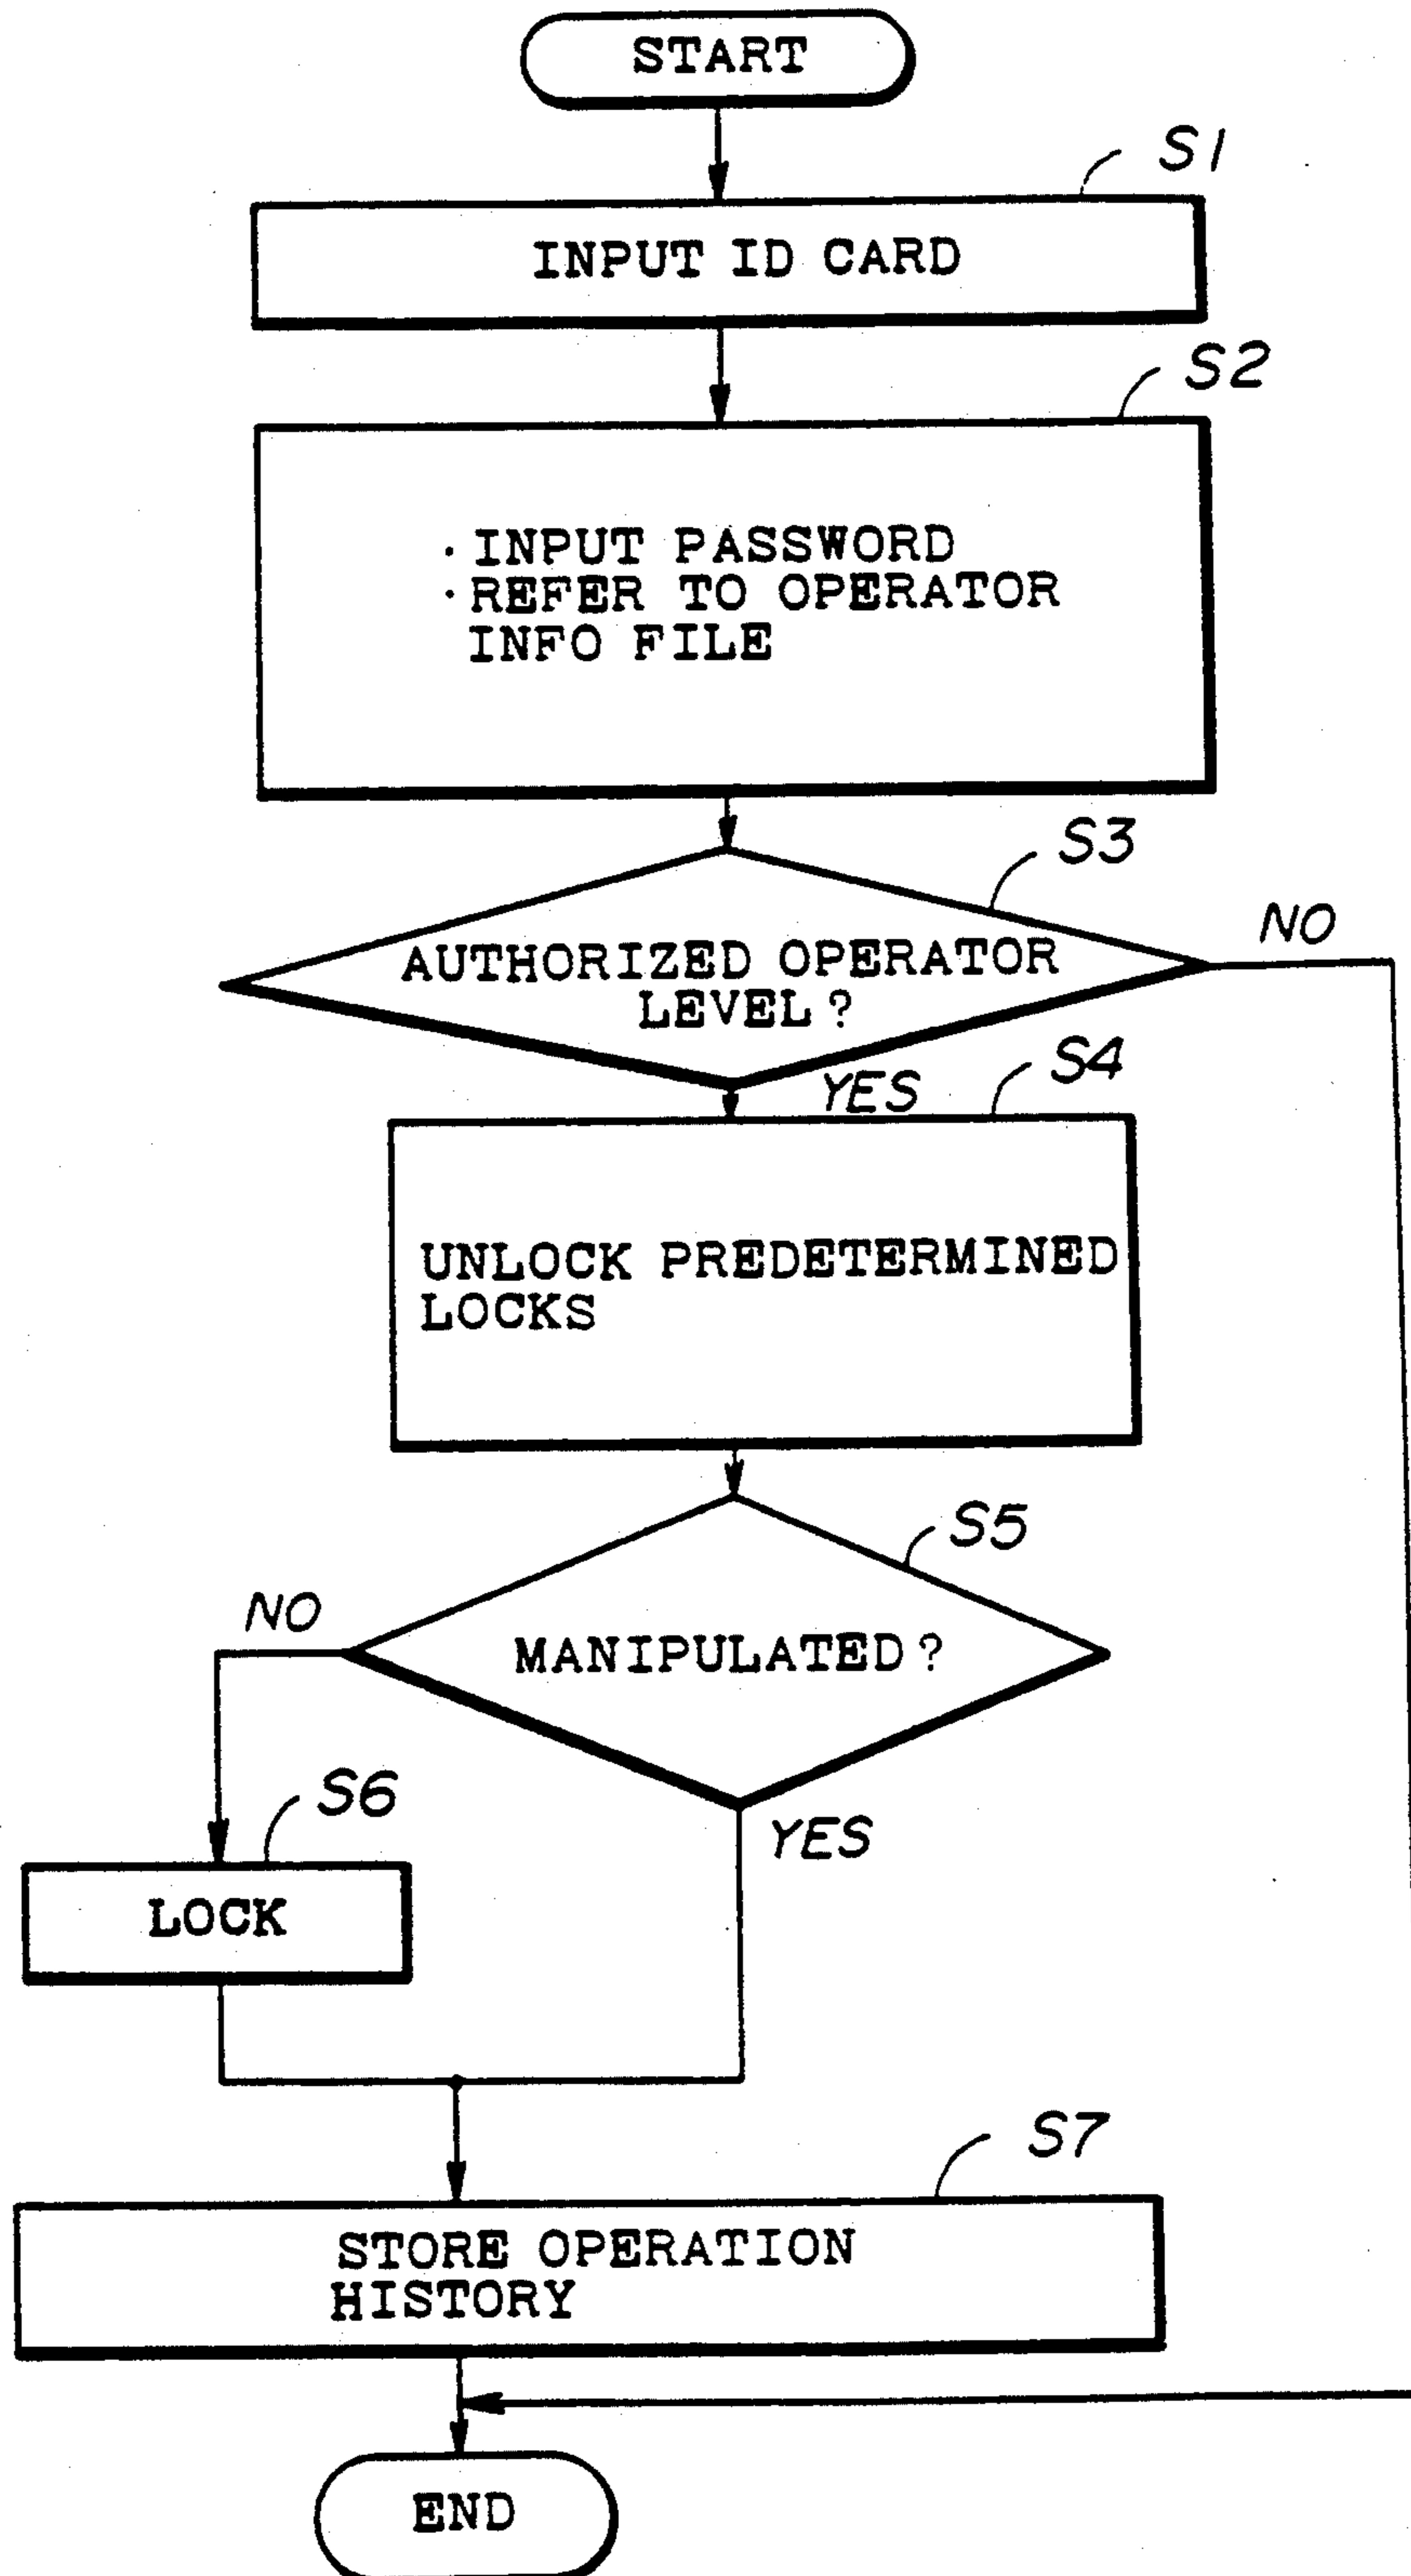 START
S1
INPUT ID CARD
S2
· INPUT PASSWORD
· REFER TO OPERATOR
INFO FILE
S3
NO
AUTHORIZED OPERATOR
LEVEL?
YES
S4
UNLOCK PREDETERMINED
LOCKS
S5
NO
MANIPULATED?
YES
S6
LOCK
S7
STORE OPERATION
HISTORY
END